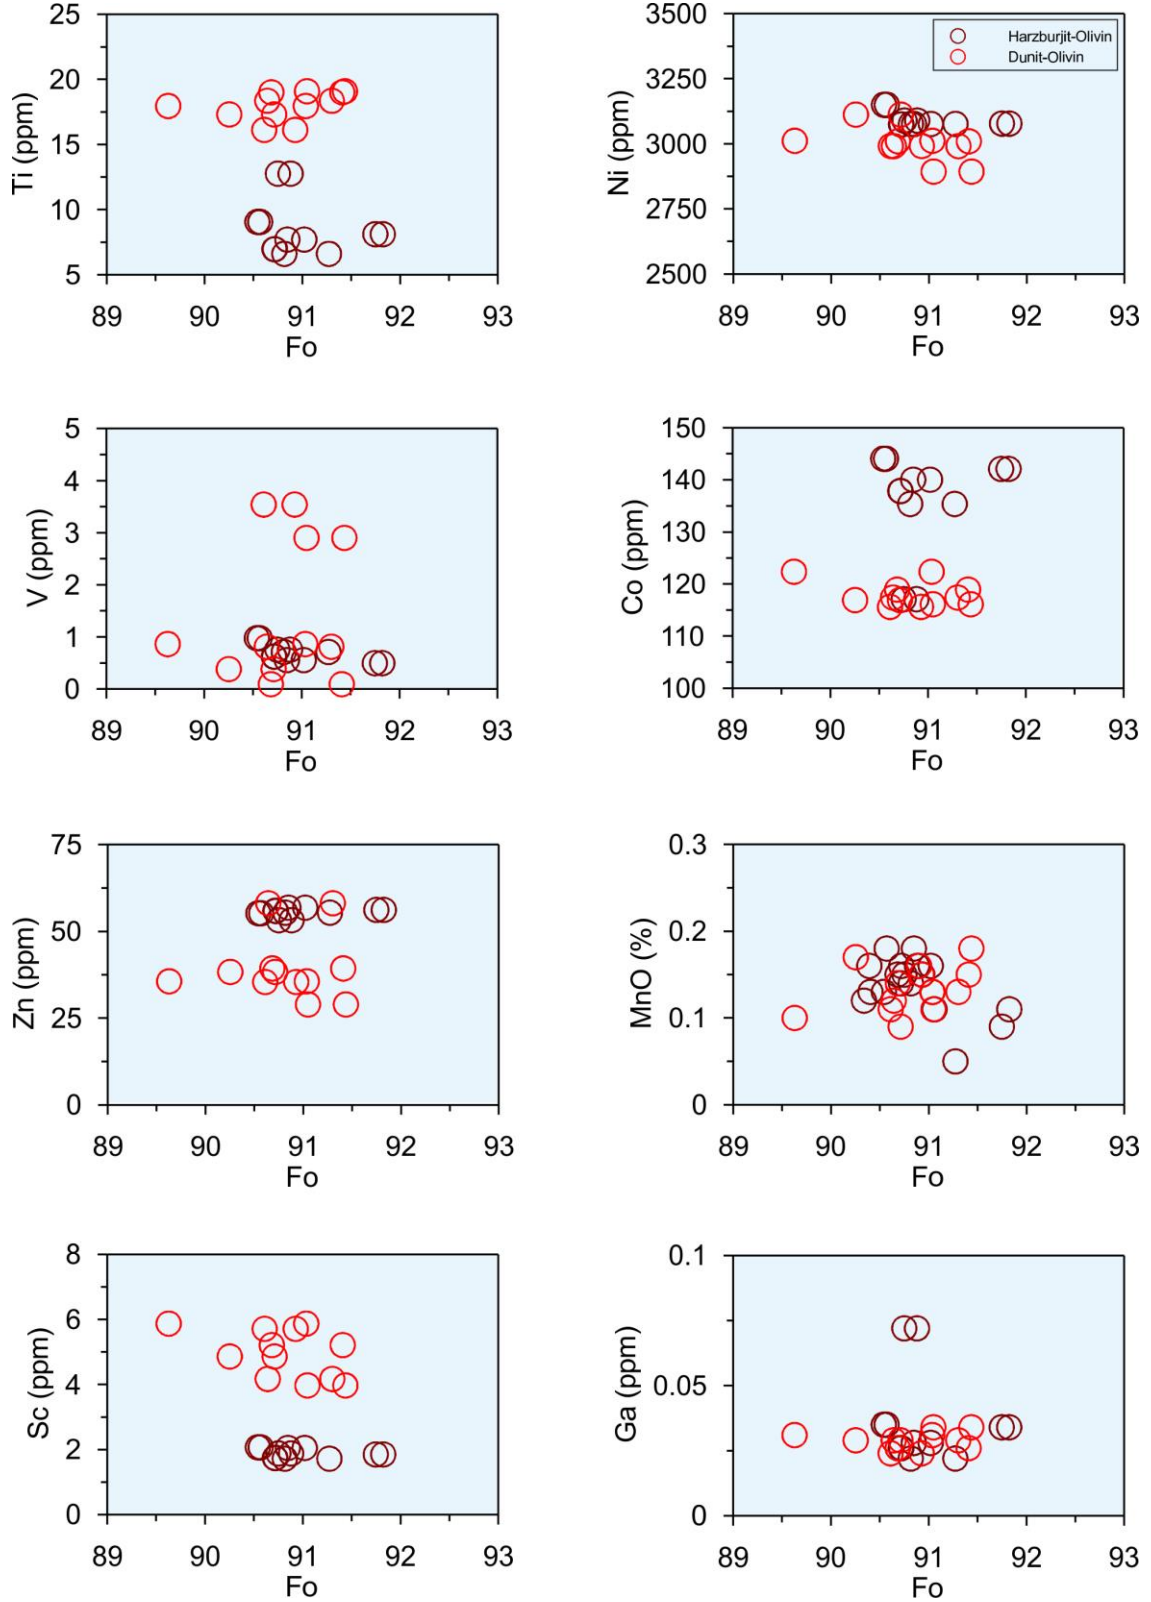 25
20
15
10
5
Ti (ppm)
89 90 91 92 93
Fo
3500
3250
3000
2750
2500
Ni (ppm)
Harzburjit-Olivin
Dunit-Olivin
89 90 91 92 93
Fo
5
4
3
2
1
0
V (ppm)
89 90 91 92 93
Fo
150
140
130
120
110
100
Co (ppm)
89 90 91 92 93
Fo
75
50
25
0
Zn (ppm)
89 90 91 92 93
Fo
0.3
0.2
0.1
0
MnO (%)
89 90 91 92 93
Fo
8
6
4
2
0
Sc (ppm)
89 90 91 92 93
Fo
0.1
0.05
0
Ga (ppm)
89 90 91 92 93
Fo